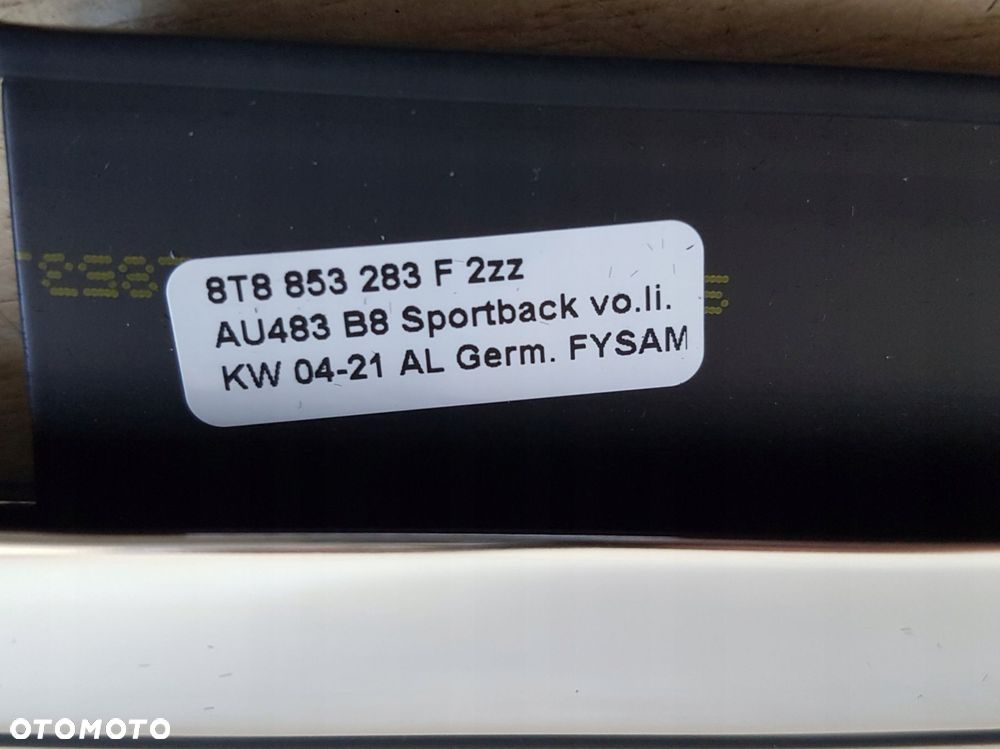 8T8 853 283 F 2zz
AU483 B8 Sportback vo.li.
KW 04-21 AL Germ. FYSAM
OTOMOTO